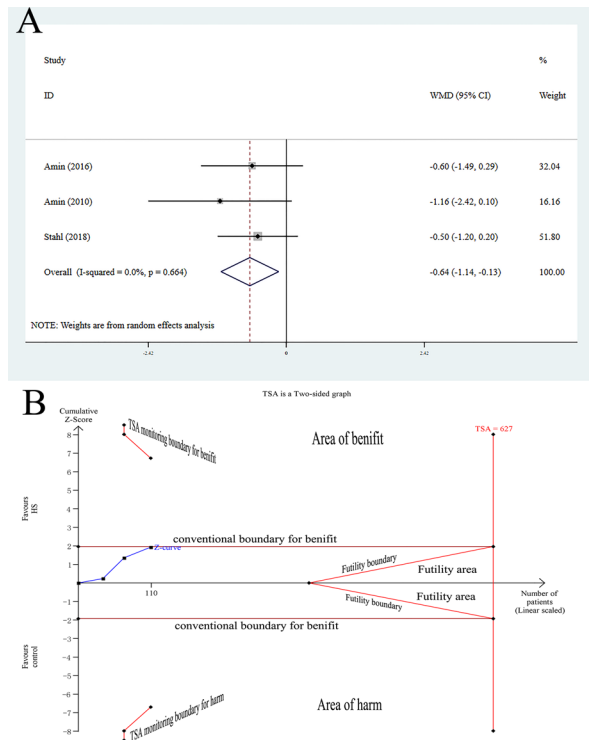 A
Study
%
ID
WMD (95% CI)
Weight
Amin (2016)
-0.60 (-1.49, 0.29)
32.04
Amin (2010)
-1.16 (-2.42, 0.10)
16.16
Stahl (2018)
-0.50 (-1.20, 0.20)
51.80
Overall (I-squared = 0.0%, p = 0.664)
-0.64 (-1.14, -0.13)
100.00
NOTE: Weights are from random effects analysis
-2.42
0
2.42
B
TSA is a Two-sided graph
Cumulative
Z-Score
TSA monitoring boundary for benifit
Area of benifit
TSA = 627
8
7
6
5
4
3
2
1
-1
-2
-3
-4
-5
-6
-7
-8
Favours
HS
conventional boundary for benifit
Z-curve
Futility boundary
Futility area
110
Number of
patients
(Linear scaled)
Futility boundary
Futility area
conventional boundary for benifit
Favours
control
TSA monitoring boundary for harm
Area of harm